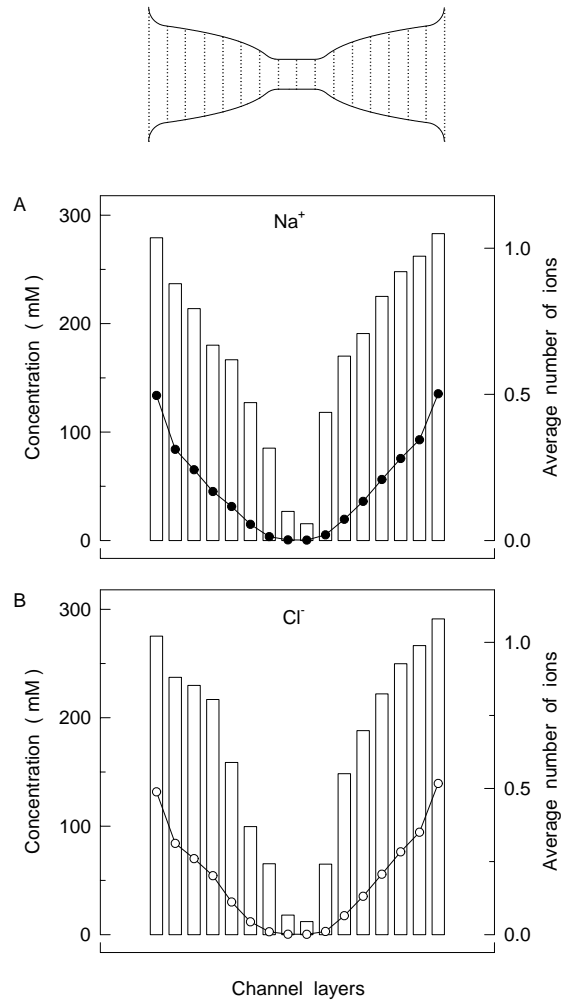 A
Na⁺
300
200
100
0
Concentration ( mM )
1.0
0.5
0.0
Average number of ions
B
Cl⁻
300
200
100
0
Concentration ( mM )
1.0
0.5
0.0
Average number of ions
Channel layers